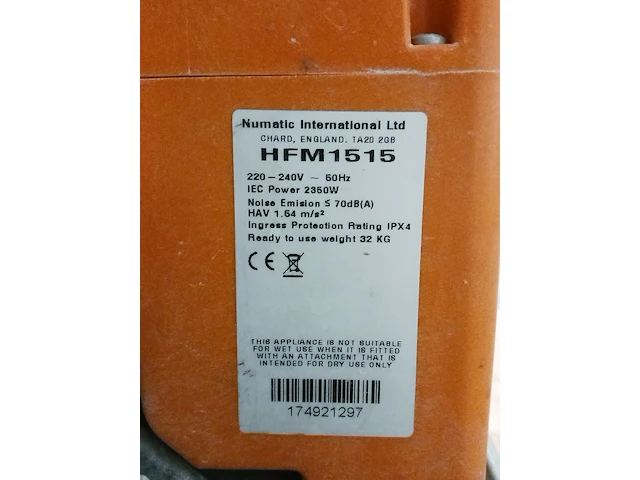 Numatic International Ltd
CHARD, ENGLAND. TA20 2GB
HFM1515
220-240V ~ 50Hz
IEC Power 2350W
Noise Emision ≤ 70dB(A)
HAV 1.54 m/s²
Ingress Protection Rating IPX4
Ready to use weight 32 KG
CE
THIS APPLIANCE IS NOT SUITABLE
FOR WET USE WHEN IT IS FITTED
WITH AN ATTACHMENT THAT IS
INTENDED FOR DRY USE ONLY
174921297